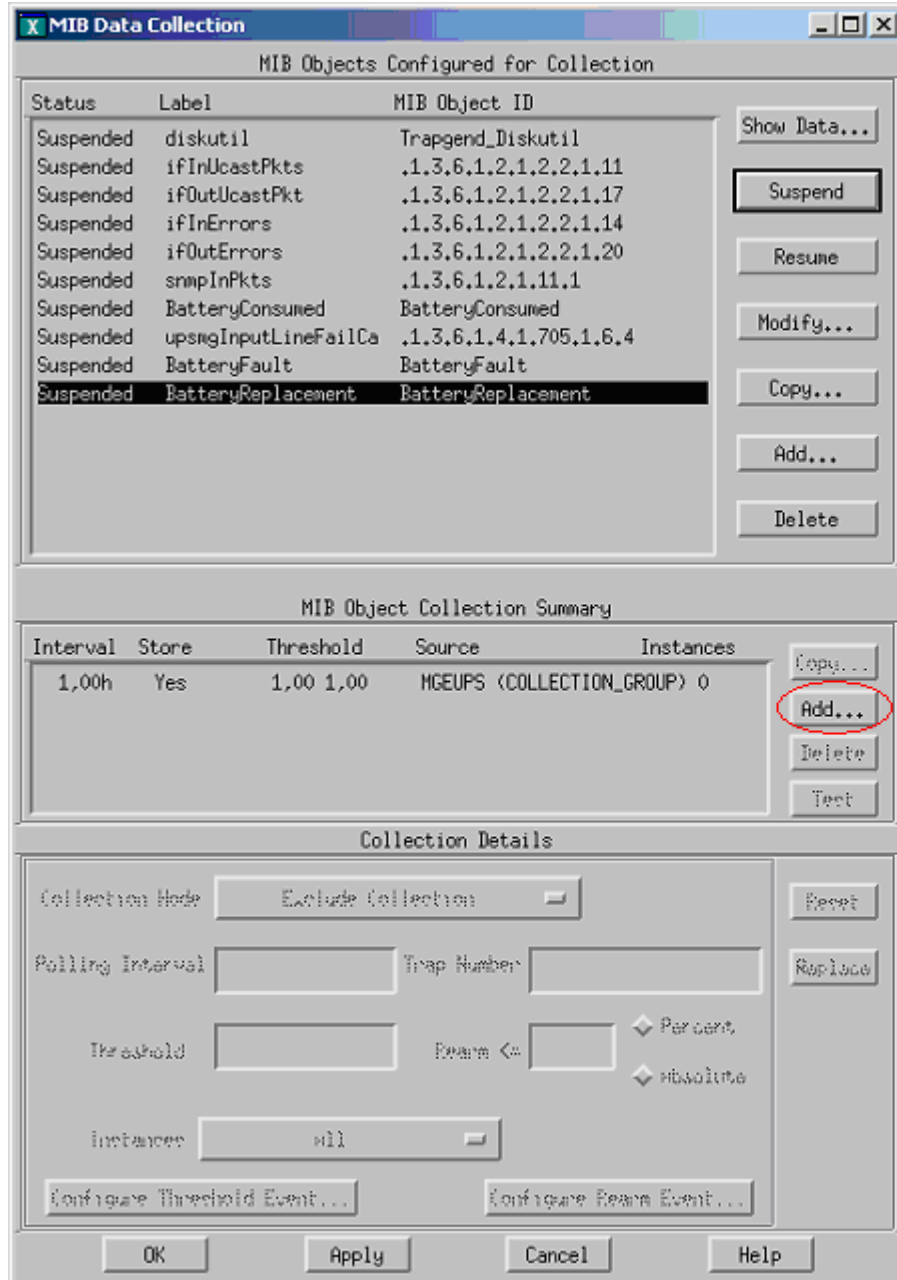 X MIB Data Collection
MIB Objects Configured for Collection
Status Label MIB Object ID
Suspended diskutil Trapgend_Diskutil
Suspended ifInUcastPkts .1.3.6.1.2.1.2.2.1.11
Suspended ifOutUcastPkt .1.3.6.1.2.1.2.2.1.17
Suspended ifInErrors .1.3.6.1.2.1.2.2.1.14
Suspended ifOutErrors .1.3.6.1.2.1.2.2.1.20
Suspended snmpInPkts .1.3.6.1.2.1.11.1
Suspended BatteryConsumed BatteryConsumed
Suspended upsmgInputLineFailCa .1.3.6.1.4.1.705.1.6.4
Suspended BatteryFault BatteryFault
Suspended BatteryReplacement BatteryReplacement
Show Data...
Suspend
Resume
Modify...
Copy...
Add...
Delete
MIB Object Collection Summary
Interval Store Threshold Source Instances
1,00h Yes 1,00 1,00 MGEUPS (COLLECTION_GROUP) 0
Copy...
Add...
Delete
Test
Collection Details
Collection Mode Exclude Collection
Polling Interval Trap Number
Threshold Rearm <=
Percent
Absolute
Instances All
Configure Threshold Event... Configure Rearm Event...
Reset
Replace
OK Apply Cancel Help